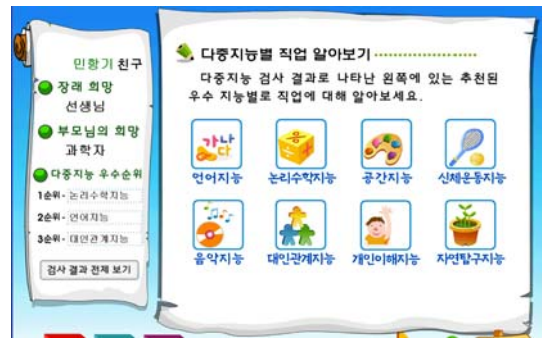 민항기 친구
장래 희망
선생님
부모님의 희망
과학자
다중지능 우수순위
1순위 - 논리수학지능
2순위 - 언어지능
3순위 - 대인관계지능
검사 결과 전체 보기
다중지능별 직업 알아보기
다중지능 검사 결과로 나타난 왼쪽에 있는 추천된
우수 지능별로 직업에 대해 알아보세요.
가나다
언어지능 논리수학지능 공간지능 신체운동지능
음악지능 대인관계지능 개인이해지능 자연탐구지능